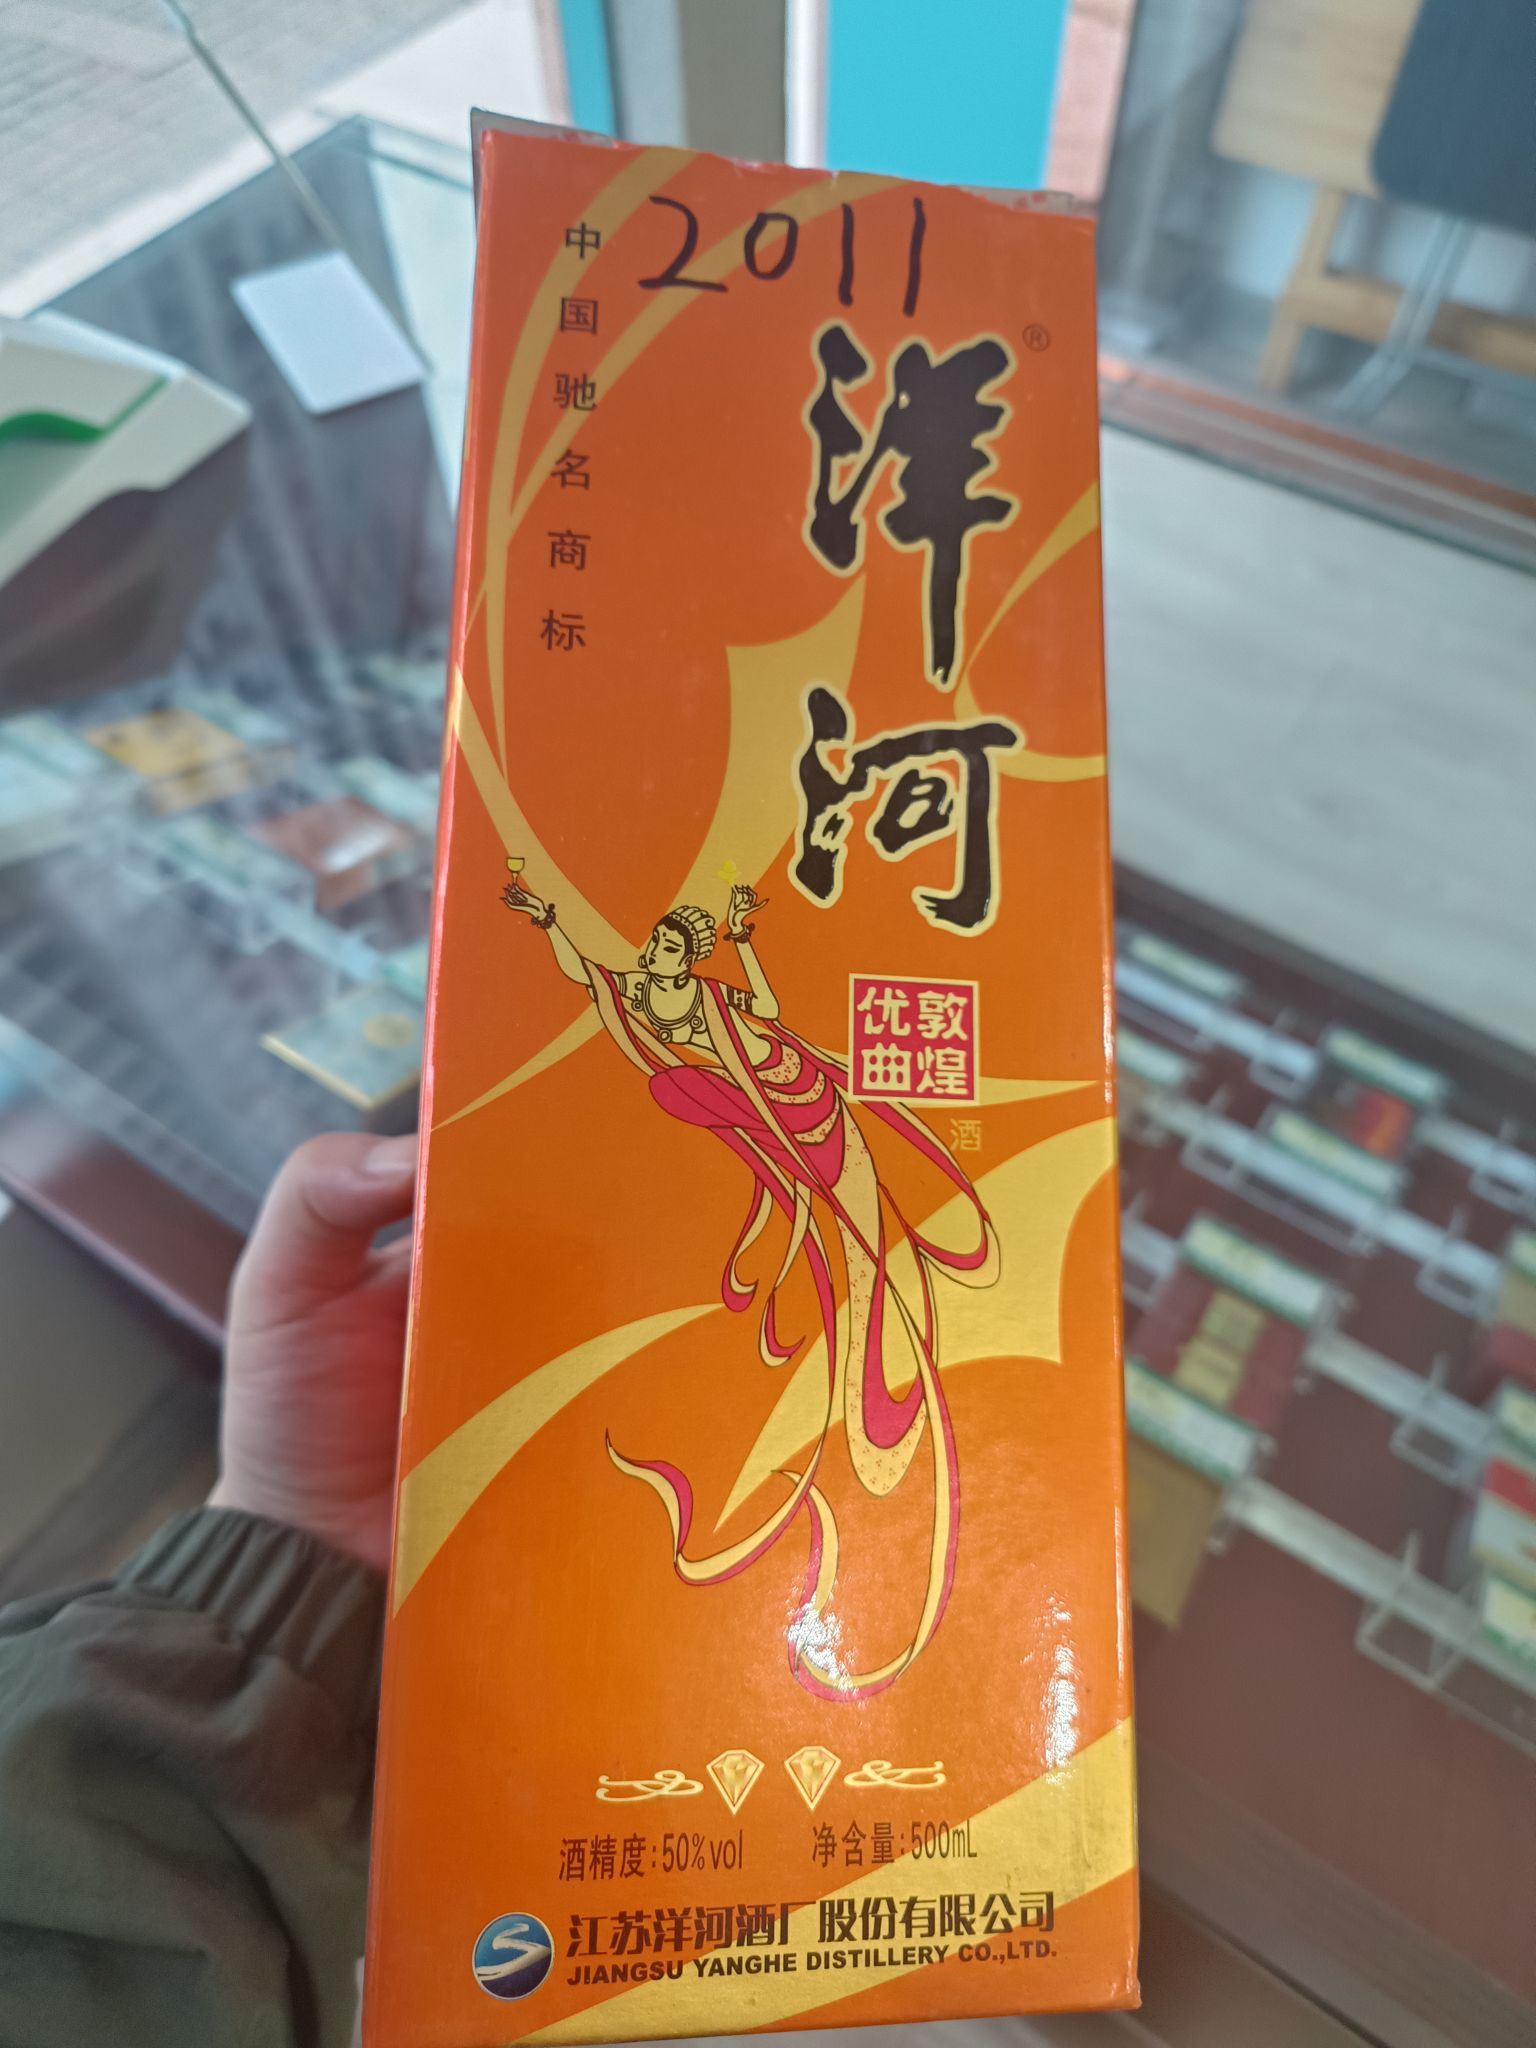 2011
中国驰名商标
洋河®
敦煌
优曲
酒
酒精度:50%vol 净含量:500mL
江苏洋河酒厂股份有限公司
JIANGSU YANGHE DISTILLERY CO.,LTD.